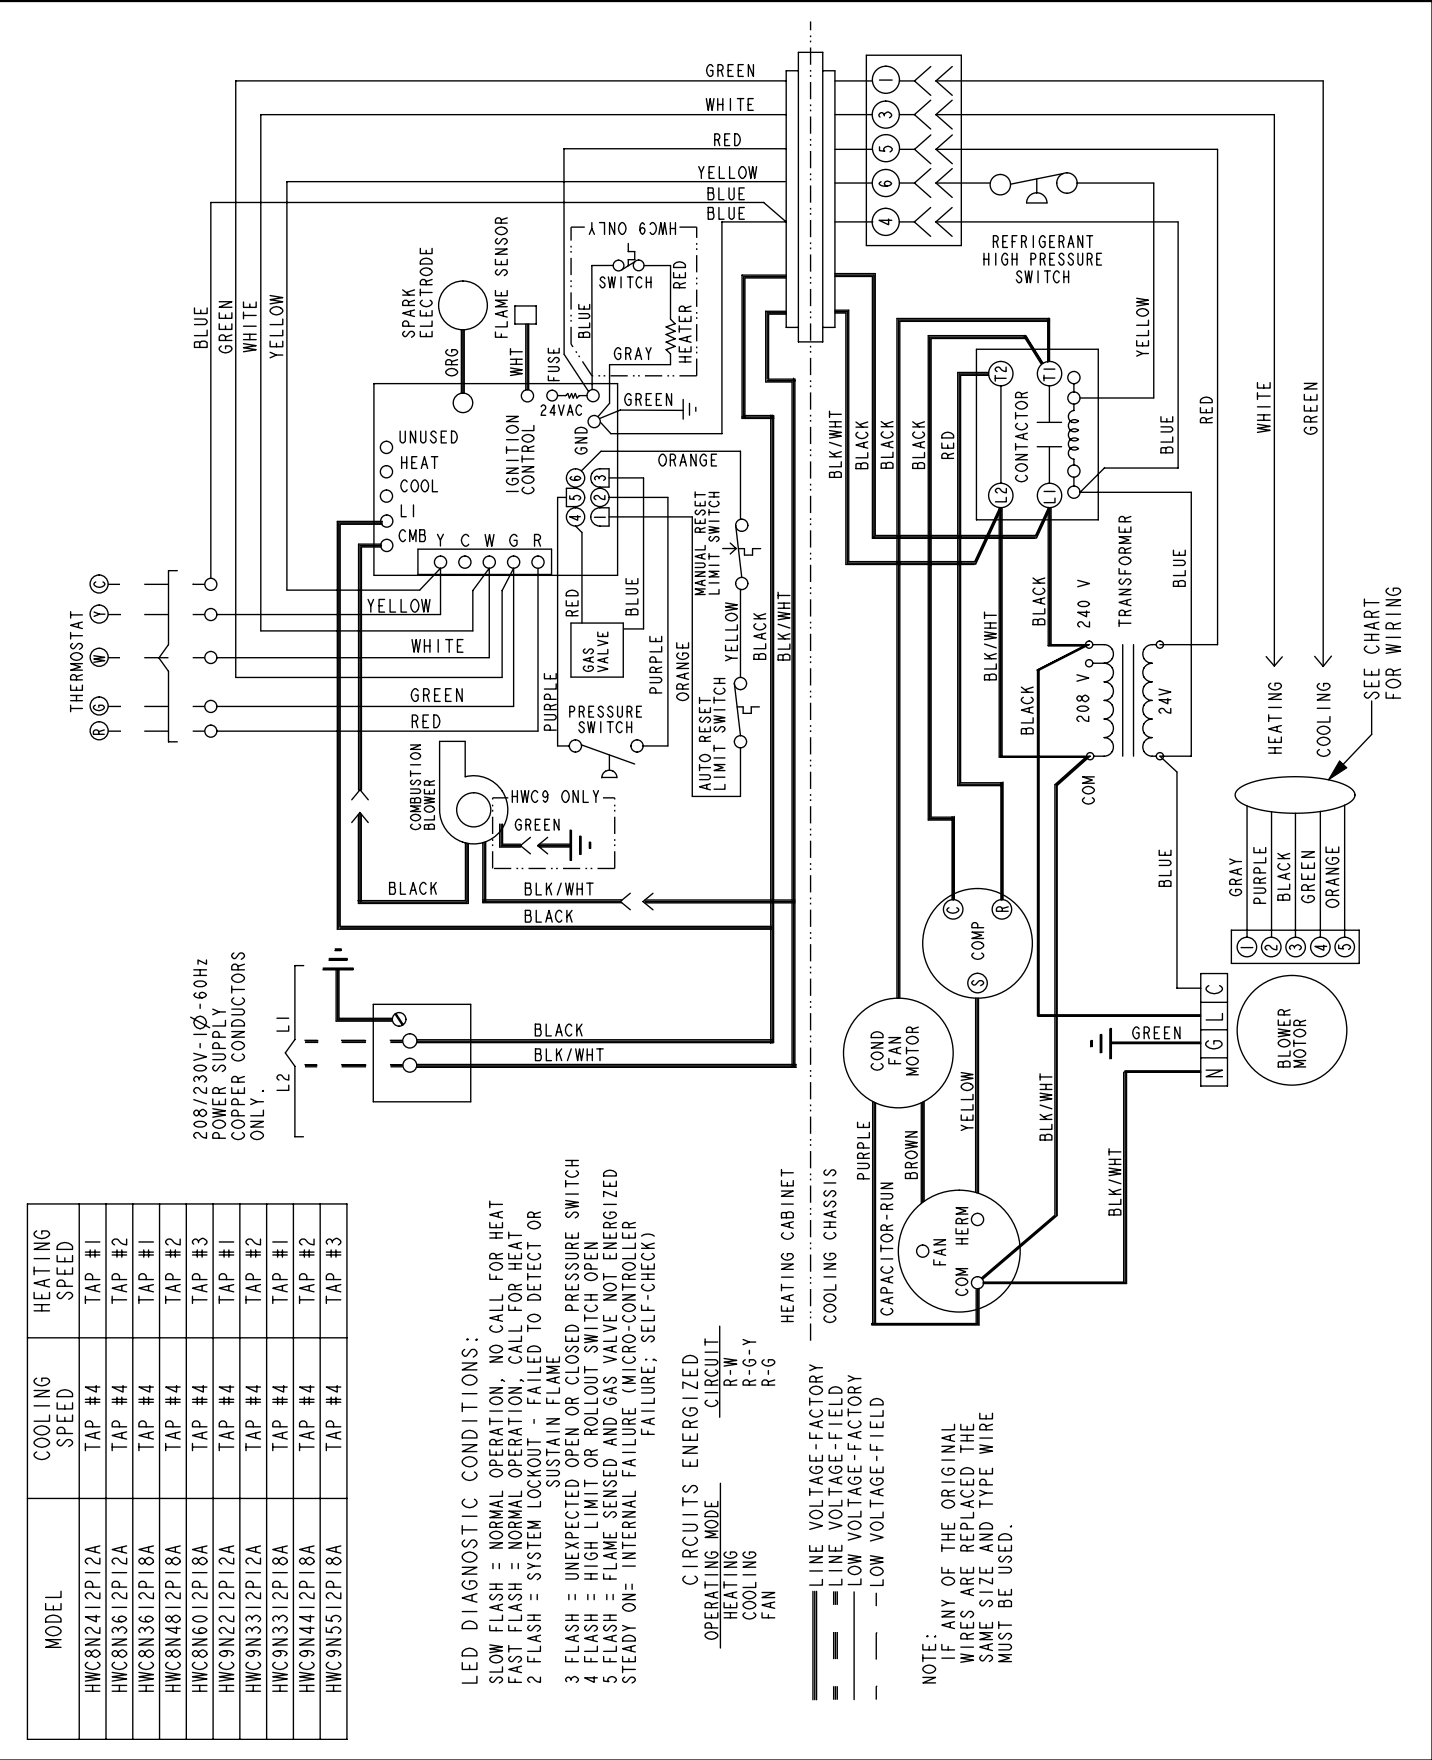 MODEL COOLING SPEED HEATING SPEED
HWC8N2412P12A TAP #4 TAP #1
HWC8N3612P12A TAP #4 TAP #2
HWC8N3612P18A TAP #4 TAP #1
HWC8N4812P18A TAP #4 TAP #2
HWC8N6012P18A TAP #4 TAP #3
HWC9N2212P12A TAP #4 TAP #1
HWC9N3312P12A TAP #4 TAP #2
HWC9N3312P18A TAP #4 TAP #1
HWC9N4412P18A TAP #4 TAP #2
HWC9N5512P18A TAP #4 TAP #3
LED DIAGNOSTIC CONDITIONS:
SLOW FLASH = NORMAL OPERATION, NO CALL FOR HEAT
FAST FLASH = NORMAL OPERATION, CALL FOR HEAT
2 FLASH = SYSTEM LOCKOUT - FAILED TO DETECT OR
SUSTAIN FLAME
3 FLASH = UNEXPECTED OPEN OR CLOSED PRESSURE SWITCH
4 FLASH = HIGH LIMIT OR ROLLOUT SWITCH OPEN
5 FLASH = FLAME SENSED AND GAS VALVE NOT ENERGIZED
STEADY ON= INTERNAL FAILURE (MICRO-CONTROLLER
FAILURE; SELF-CHECK)
CIRCUITS ENERGIZED
OPERATING MODE CIRCUIT
HEATING R-W
COOLING R-G-Y
FAN R-G
LINE VOLTAGE-FACTORY
LINE VOLTAGE-FIELD
LOW VOLTAGE-FACTORY
LOW VOLTAGE-FIELD
NOTE:
IF ANY OF THE ORIGINAL
WIRES ARE REPLACED THE
SAME SIZE AND TYPE WIRE
MUST BE USED.
208/230V-1Ø-60Hz
POWER SUPPLY
COPPER CONDUCTORS
ONLY.
L2 L1
BLACK
BLK/WHT
THERMOSTAT
R G W Y C
BLUE
GREEN
WHITE
YELLOW
YELLOW
WHITE
GREEN
RED
SPARK
ELECTRODE
ORG
FLAME SENSOR
WHT
FUSE
24VAC
GND
UNUSED
HEAT
COOL
L1
CMB
Y C W G R
IGNITION
CONTROL
6 5 4
3 2 1
HWC9 ONLY
SWITCH
BLUE
RED
GRAY
HEATER
GREEN
ORANGE
MANUAL RESET
LIMIT SWITCH
YELLOW
AUTO RESET
LIMIT SWITCH
BLACK
BLK/WHT
RED
BLUE
GAS
VALVE
PURPLE
PURPLE
ORANGE
PRESSURE
SWITCH
COMBUSTION
BLOWER
HWC9 ONLY
GREEN
BLACK
BLK/WHT
BLACK
GREEN
WHITE
RED
YELLOW
BLUE
BLUE
1
3
5
6
4
REFRIGERANT
HIGH PRESSURE
SWITCH
HEATING CABINET
COOLING CHASSIS
BLK/WHT
BLACK
BLACK
BLACK
RED
T2 T1
CONTACTOR
L2 L1
YELLOW
BLUE
RED
WHITE
GREEN
BLK/WHT
BLACK
BLACK
240 V
208 V
COM
TRANSFORMER
24V
BLUE
BLUE
HEATING
COOLING
SEE CHART
FOR WIRING
GRAY
PURPLE
BLACK
GREEN
ORANGE
1 2 3 4 5
BLOWER
MOTOR
N G L C
GREEN
C R
COMP
S
COND
FAN
MOTOR
PURPLE
BROWN
YELLOW
BLK/WHT
BLK/WHT
CAPACITOR-RUN
FAN
COM HERM